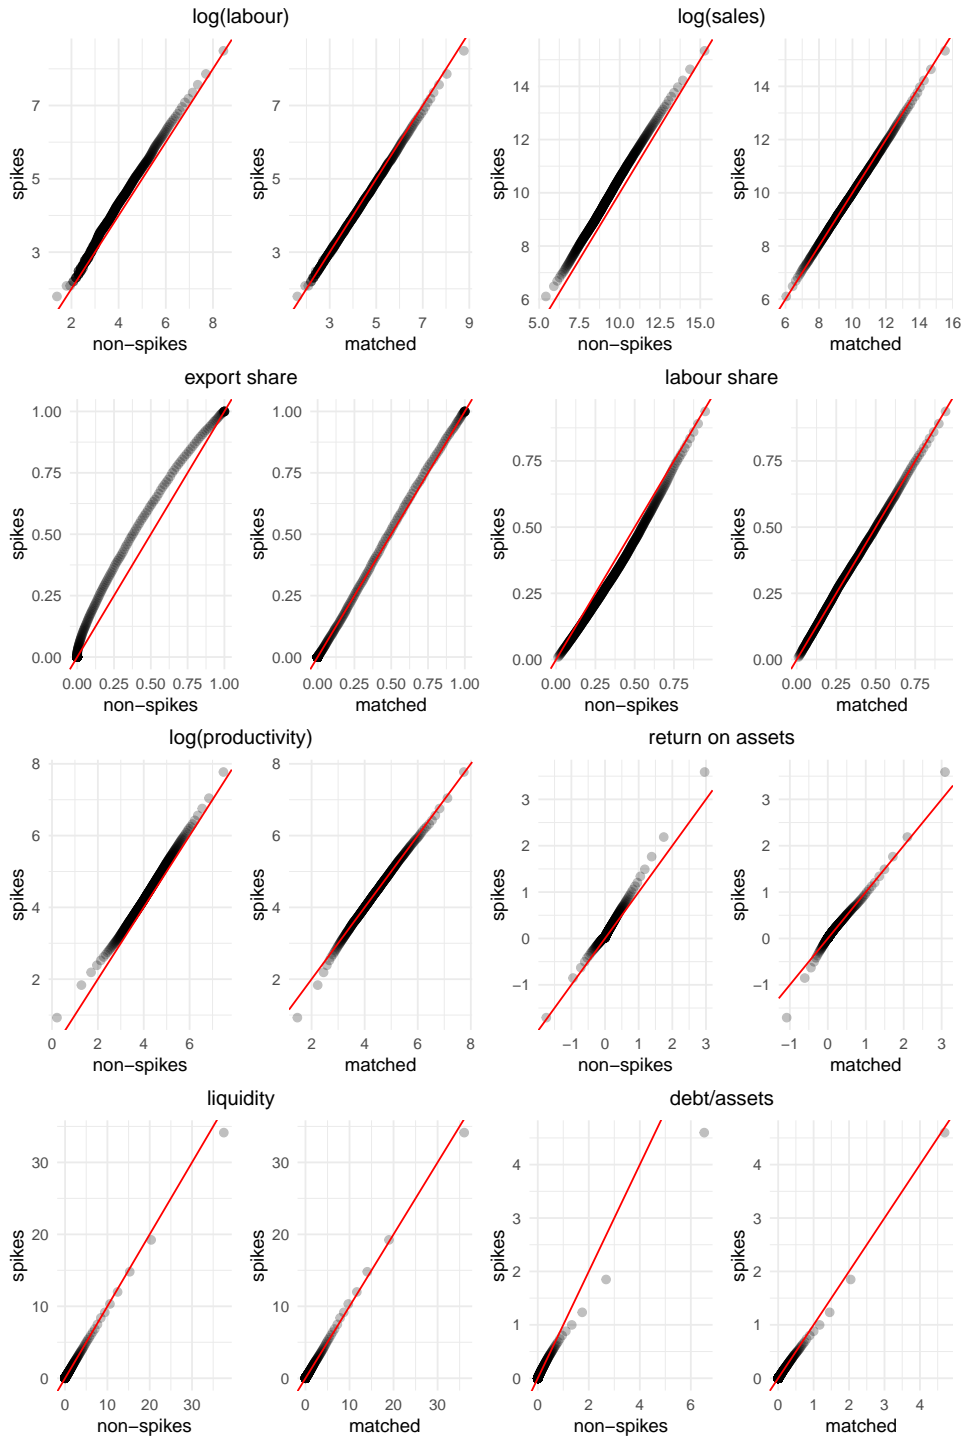 log(labour) log(sales)
7
5
3
spikes
2 4 6 8
non−spikes
7
5
3
spikes
3 5 7 9
matched
14
12
10
8
6
spikes
5.0 7.5 10.0 12.5 15.0
non−spikes
14
12
10
8
6
spikes
6 8 10 12 14 16
matched
export share labour share
1.00
0.75
0.50
0.25
0.00
spikes
0.00 0.25 0.50 0.75 1.00
non−spikes
1.00
0.75
0.50
0.25
0.00
spikes
0.00 0.25 0.50 0.75 1.00
matched
0.75
0.50
0.25
0.00
spikes
0.00 0.25 0.50 0.75
non−spikes
0.75
0.50
0.25
0.00
spikes
0.00 0.25 0.50 0.75
matched
log(productivity) return on assets
8
6
4
2
spikes
0 2 4 6
non−spikes
8
6
4
2
spikes
2 4 6 8
matched
3
2
1
0
−1
spikes
−1 0 1 2 3
non−spikes
3
2
1
0
−1
spikes
−1 0 1 2 3
matched
liquidity debt/assets
30
20
10
0
spikes
0 10 20 30
non−spikes
30
20
10
0
spikes
0 10 20 30
matched
4
3
2
1
0
spikes
0 2 4 6
non−spikes
4
3
2
1
0
spikes
0 2 4
matched